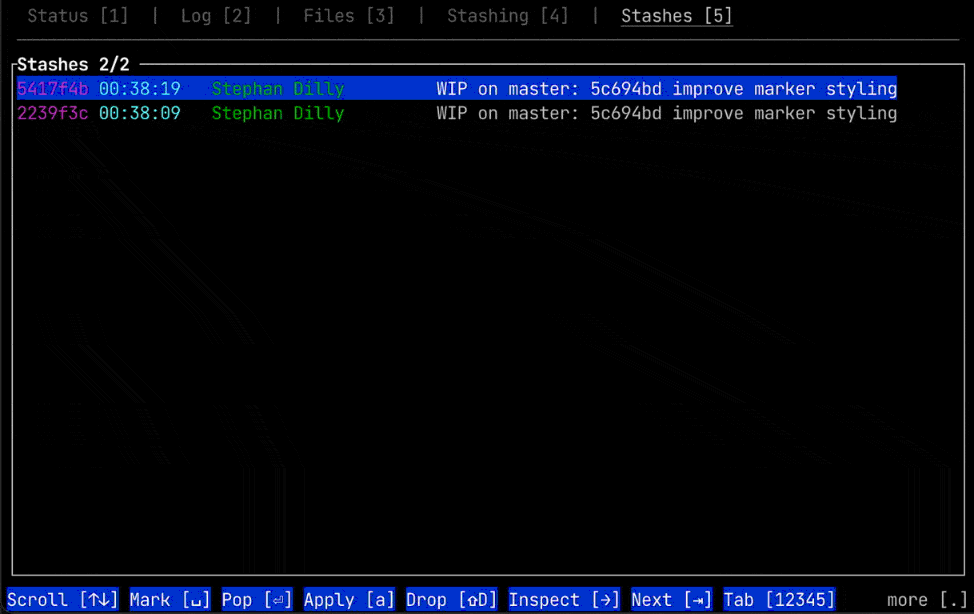 Status [1] | Log [2] | Files [3] | Stashing [4] | Stashes [5]
Stashes 2/2
5417f4b 00:38:19 Stephan Dilly WIP on master: 5c694bd improve marker styling
2239f3c 00:38:09 Stephan Dilly WIP on master: 5c694bd improve marker styling
Scroll [↑↓] Mark [␣] Pop [⏎] Apply [a] Drop [⇧D] Inspect [→] Next [⇥] Tab [12345] more [.]